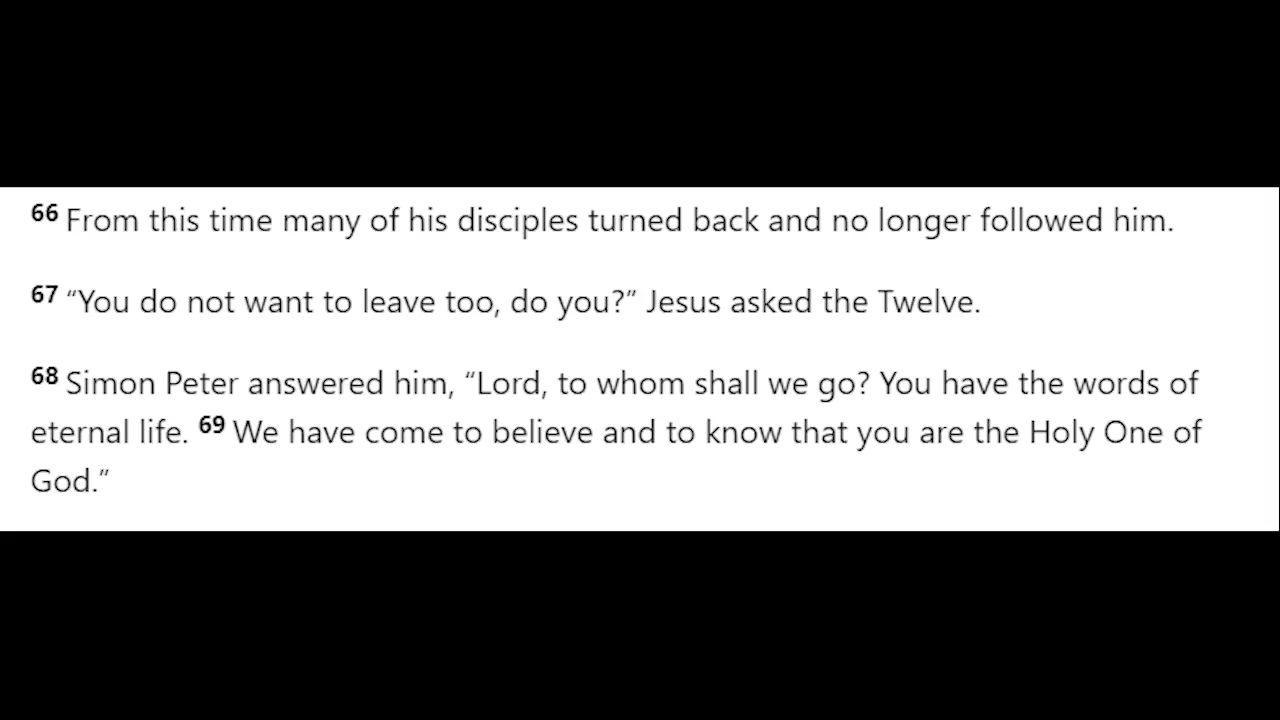 66 From this time many of his disciples turned back and no longer followed him.
67 “You do not want to leave too, do you?” Jesus asked the Twelve.
68 Simon Peter answered him, “Lord, to whom shall we go? You have the words of
eternal life. 69 We have come to believe and to know that you are the Holy One of
God.”